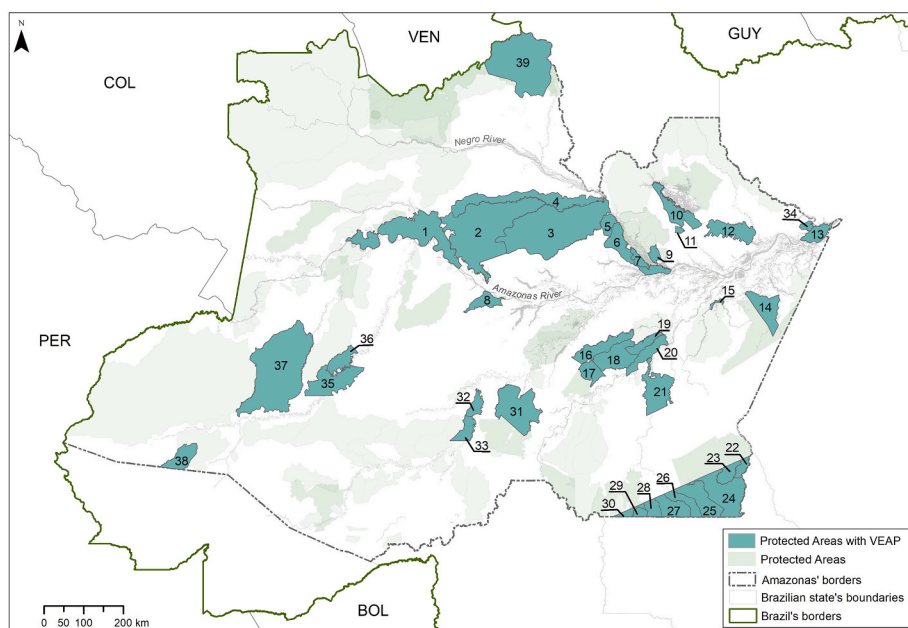 N
VEN
GUY
COL
39
Negro River
4
10
34
1
2
3
5
6
12
13
11
7
9
Amazonas River
8
15
14
PER
36
19
16
18
20
37
17
35
21
32
31
33
38
22
23
26
29
28
24
30
27
25
Protected Areas with VEAP
Protected Areas
Amazonas' borders
Brazilian state's boundaries
Brazil's borders
0 50 100 200 km
BOL